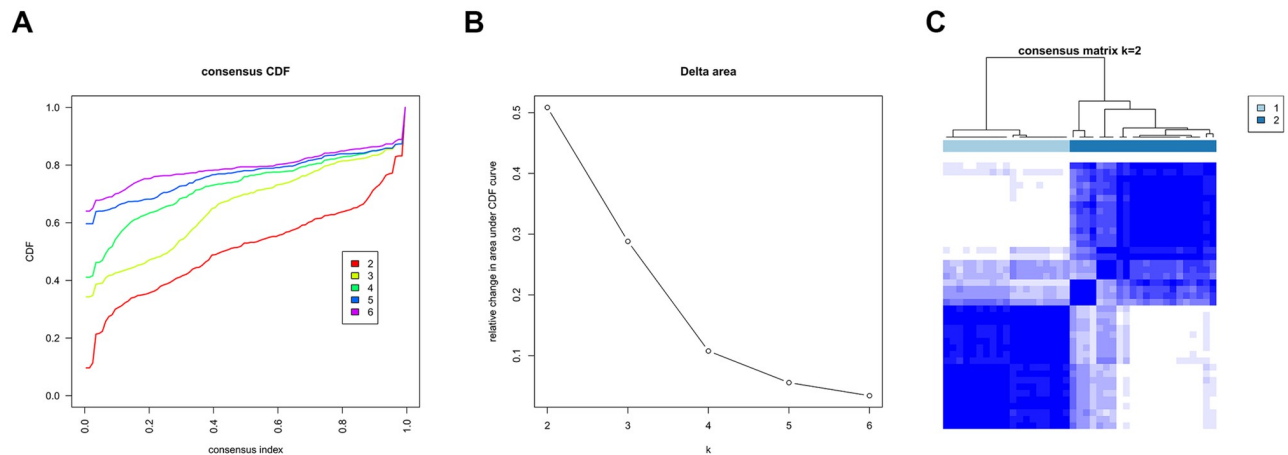 A
consensus CDF
CDF
1.0
0.8
0.6
0.4
0.2
0.0
2
3
4
5
6
0.0
0.2
0.4
0.6
0.8
1.0
consensus index
B
Delta area
relative change in area under CDF curve
0.5
0.4
0.3
0.2
0.1
2
3
4
5
6
k
C
consensus matrix k=2
1
2